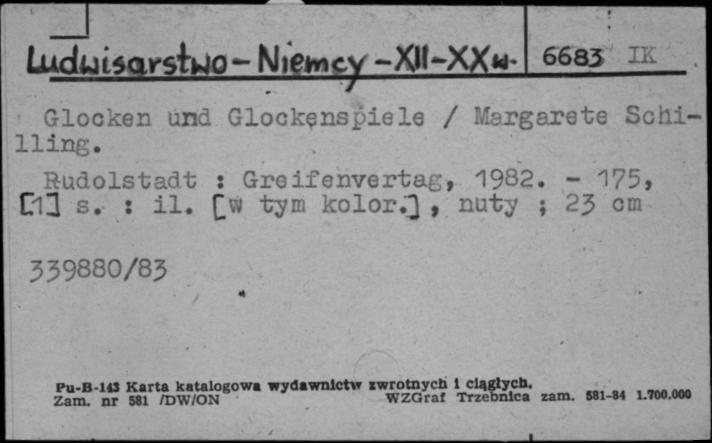 Ludwisarstwo - Niemcy - XII-XX w. 6683 IK
Glocken und Glockenspiele / Margarete Schi-
lling.
Rudolstadt : Greifenvertag, 1982. - 175,
[1] s. : il. [w tym kolor.], nuty ; 23 cm
339880/83
Pu-B-143 Karta katalogowa wydawnictw zwrotnych i ciągłych.
Zam. nr 581 /DW/ON WZGraf Trzebnica zam. 581-84 1.700.000